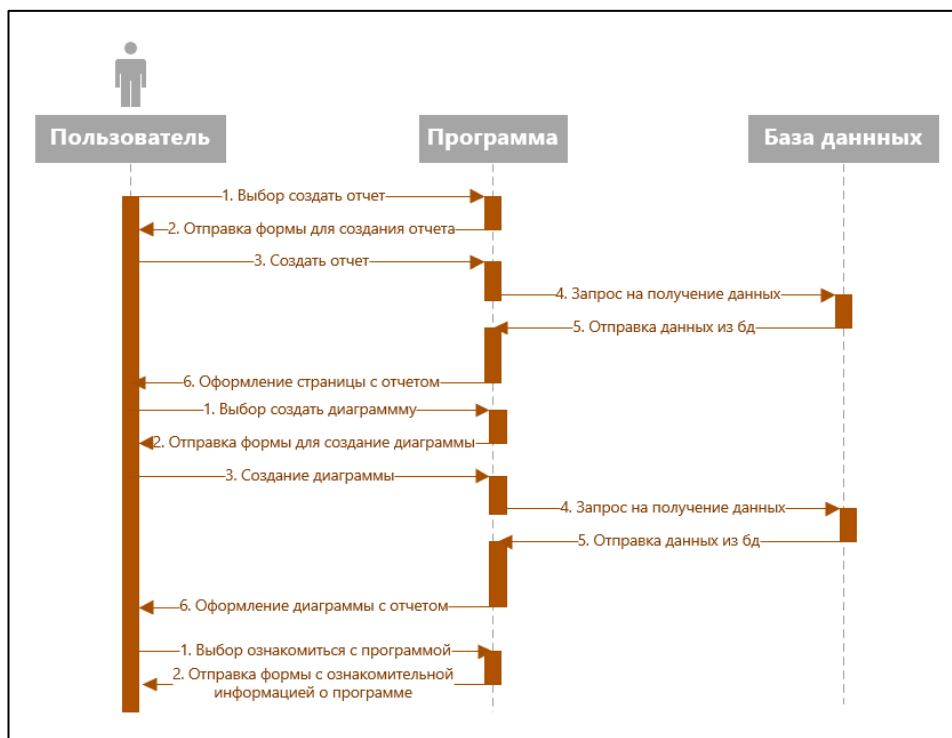 Пользователь
Программа
База даннных
1. Выбор создать отчет
2. Отправка формы для создания отчета
3. Создать отчет
4. Запрос на получение данных
5. Отправка данных из бд
6. Оформление страницы с отчетом
1. Выбор создать диаграммму
2. Отправка формы для создание диаграммы
3. Создание диаграммы
4. Запрос на получение данных
5. Отправка данных из бд
6. Оформление диаграммы с отчетом
1. Выбор ознакомиться с программой
2. Отправка формы с ознакомительной
информацией о программе